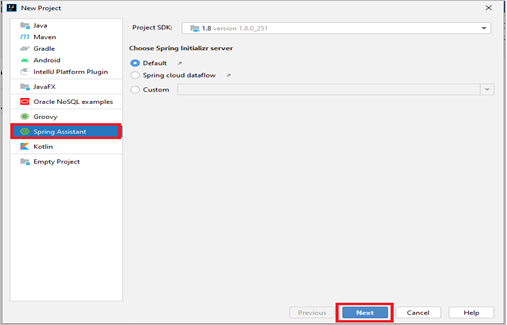 New Project
Java
Maven
Gradle
Android
IntelliJ Platform Plugin
JavaFX
Oracle NoSQL examples
Groovy
Spring Assistant
Kotlin
Empty Project
Project SDK: 1.8 version 1.8.0_251
Choose Spring Initializr server
Default
Spring cloud dataflow
Custom
Previous Next Cancel Help